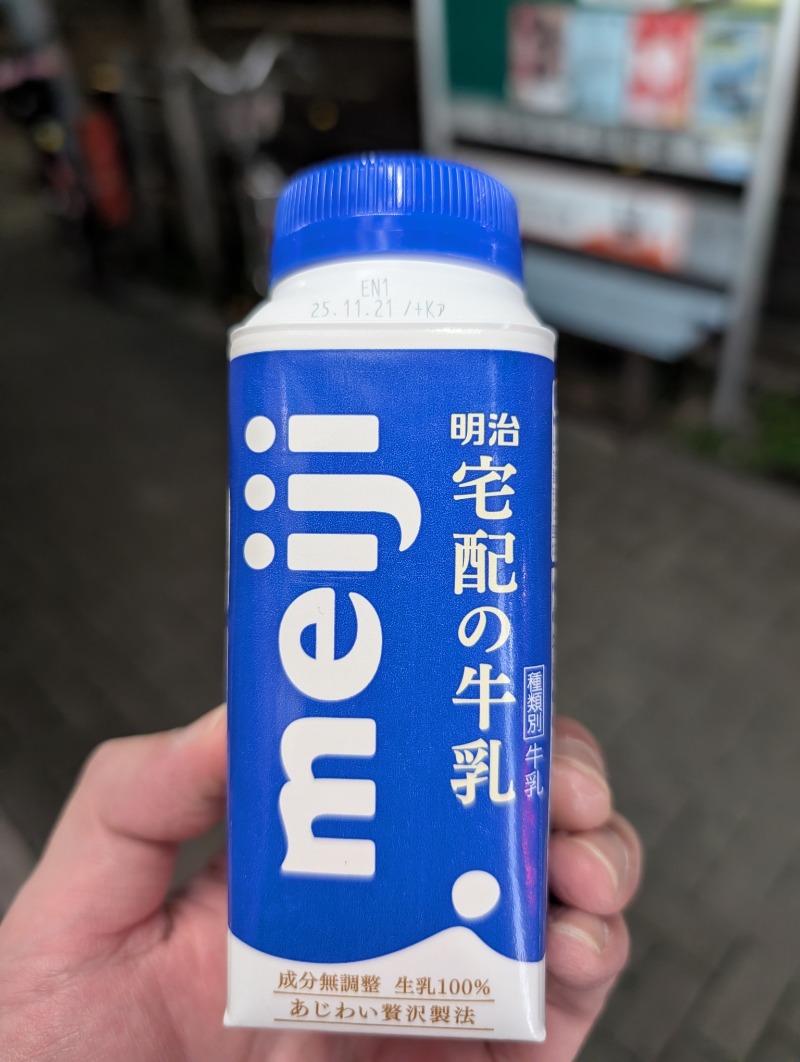 EN1
25.11.21 /+Kア
meiji
明治
宅配の牛乳
種類別
牛乳
成分無調整 生乳100%
あじわい贅沢製法